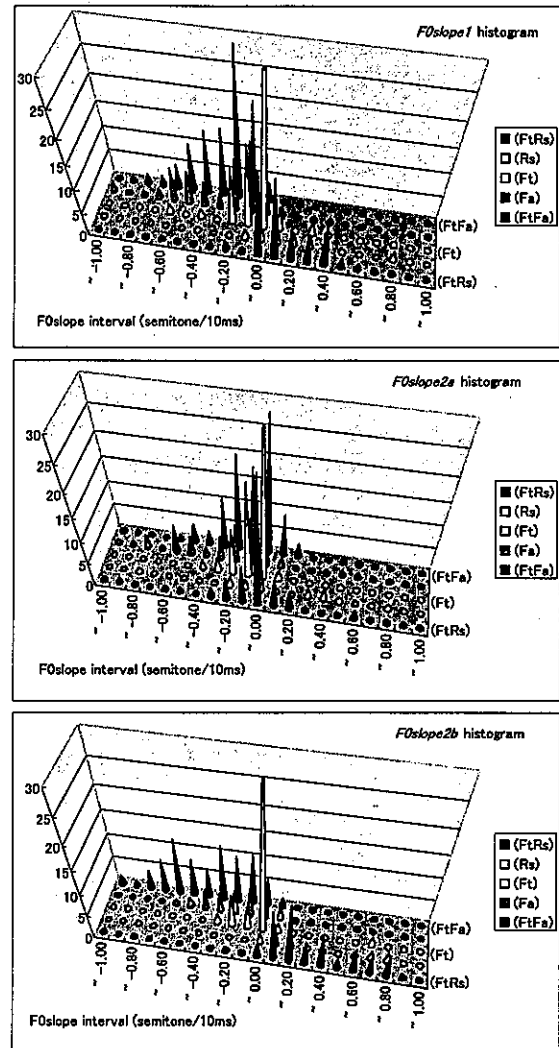 F0slope1 histogram
30
25
20
15
10
5
0
~ -1.00
~ -0.80
~ -0.60
~ -0.40
~ -0.20
~ 0.00
~ 0.20
~ 0.40
~ 0.60
~ 0.80
~ 1.00
(FtFa)
(Ft)
(FtRs)
F0slope interval (semitone/10ms)
(FtRs)
(Rs)
(Ft)
(Fa)
(FtFa)
F0slope2a histogram
30
25
20
15
10
5
0
~ -1.00
~ -0.80
~ -0.60
~ -0.40
~ -0.20
~ 0.00
~ 0.20
~ 0.40
~ 0.60
~ 0.80
~ 1.00
(FtFa)
(Ft)
(FtRs)
F0slope interval (semitone/10ms)
(FtRs)
(Rs)
(Ft)
(Fa)
(FtFa)
F0slope2b histogram
30
25
20
15
10
5
0
~ -1.00
~ -0.80
~ -0.60
~ -0.40
~ -0.20
~ 0.00
~ 0.20
~ 0.40
~ 0.60
~ 0.80
~ 1.00
(FtFa)
(Ft)
(FtRs)
F0slope interval (semitone/10ms)
(FtRs)
(Rs)
(Ft)
(Fa)
(FtFa)